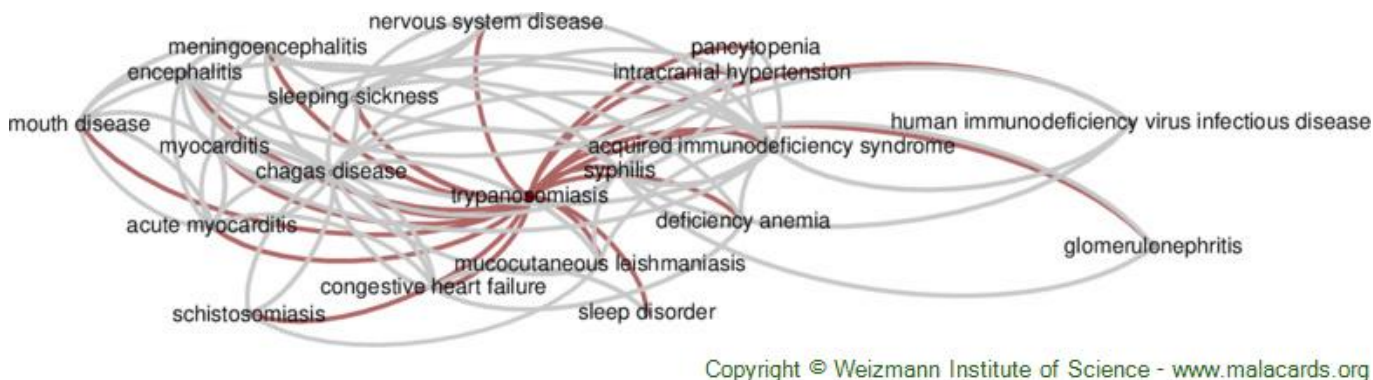 nervous system disease
meningoencephalitis
pancytopenia
encephalitis
intracranial hypertension
sleeping sickness
mouth disease
human immunodeficiency virus infectious disease
myocarditis
acquired immunodeficiency syndrome
chagas disease
syphilis
trypanosomiasis
acute myocarditis
deficiency anemia
glomerulonephritis
mucocutaneous leishmaniasis
congestive heart failure
schistosomiasis
sleep disorder
Copyright © Weizmann Institute of Science - www.malacards.org